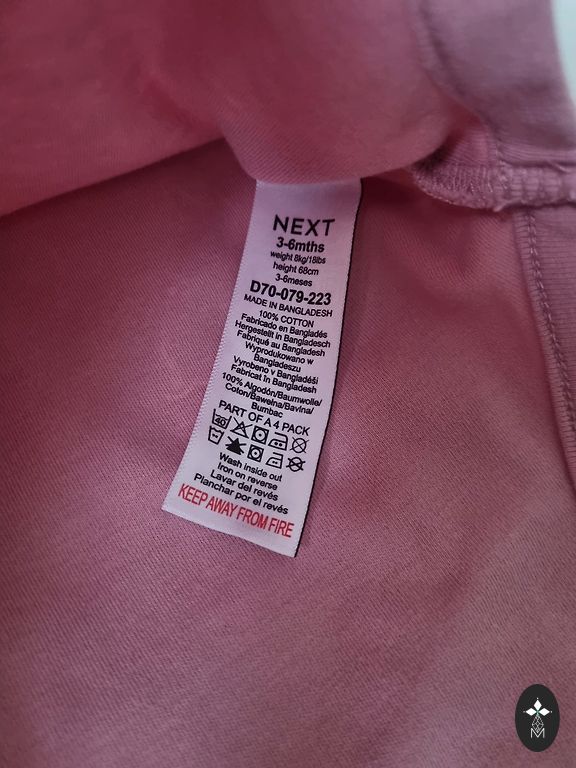 NEXT
3-6mths
weight 8kg/18lbs
height 68cm
3-6meses
D70-079-223
MADE IN BANGLADESH
100% COTTON
Fabricado en Bangladés
Hergestellt in Bangladesch
Fabriqué au Bangladesh
Wyprodukowano w
Bangladeszu
Vyrobeno v Bangladéši
Fabricat în Bangladesh
100% Algodón/Baumwolle/
Coton/Bawełna/Bavlna/
Bumbac
PART OF A 4 PACK
40
Wash inside out
Iron on reverse
Lavar del revés
Planchar por el revés
KEEP AWAY FROM FIRE
M